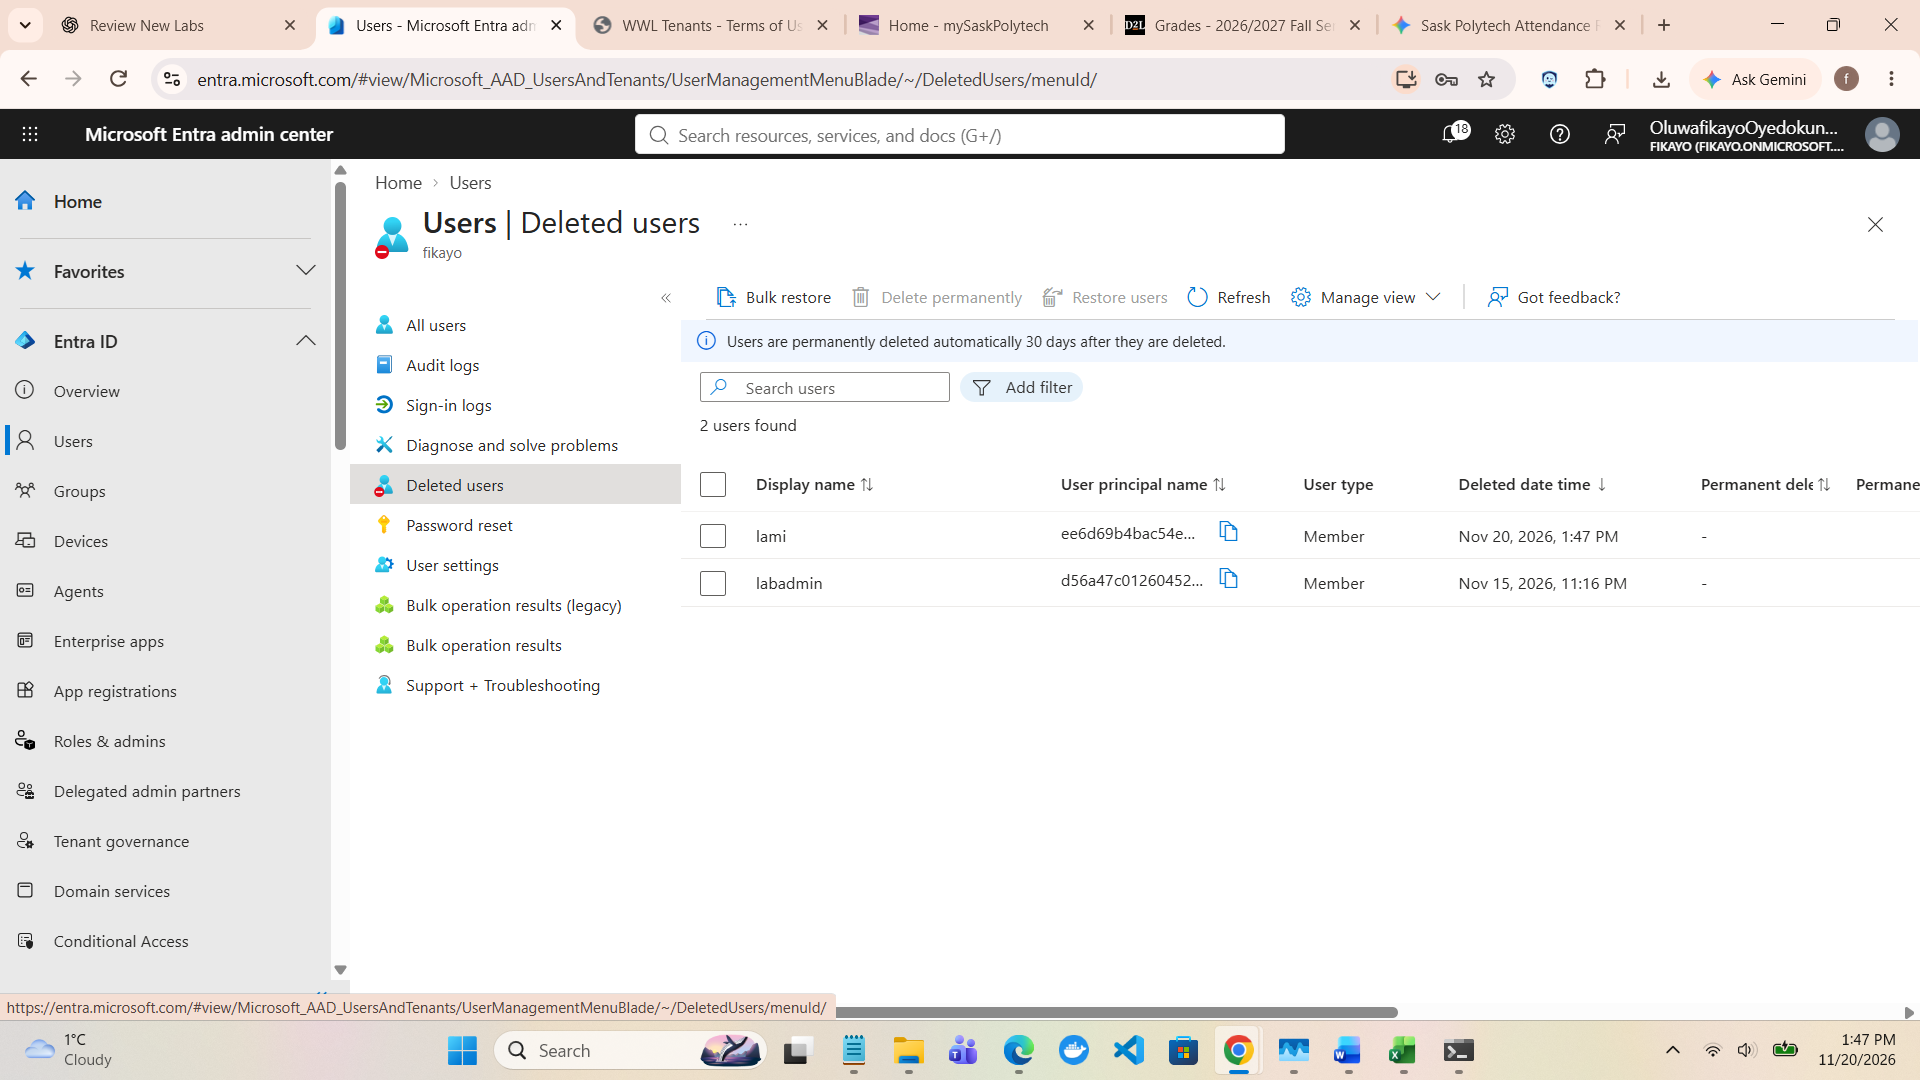 Review New Labs
Users - Microsoft Entra adm
WWL Tenants - Terms of Us
Home - mySaskPolytech
D2L
Grades - 2026/2027 Fall Se
Sask Polytech Attendance
entra.microsoft.com/#view/Microsoft_AAD_UsersAndTenants/UserManagementMenuBlade/~/DeletedUsers/menuId/
Ask Gemini
f
Microsoft Entra admin center
Search resources, services, and docs (G+/)
18
OluwafikayoOyedokun...
FIKAYO (FIKAYO.ONMICROSOFT....
Home
Favorites
Entra ID
Overview
Users
Groups
Devices
Agents
Enterprise apps
App registrations
Roles & admins
Delegated admin partners
Tenant governance
Domain services
Conditional Access
Home > Users
Users | Deleted users
...
fikayo
All users
Audit logs
Sign-in logs
Diagnose and solve problems
Deleted users
Password reset
User settings
Bulk operation results (legacy)
Bulk operation results
Support + Troubleshooting
Bulk restore Delete permanently Restore users Refresh Manage view Got feedback?
Users are permanently deleted automatically 30 days after they are deleted.
Search users
Add filter
2 users found
Display name User principal name User type Deleted date time Permanent dele Permane
lami ee6d69b4bac54e... Member Nov 20, 2026, 1:47 PM -
labadmin d56a47c01260452... Member Nov 15, 2026, 11:16 PM -
https://entra.microsoft.com/#view/Microsoft_AAD_UsersAndTenants/UserManagementMenuBlade/~/DeletedUsers/menuId/
1°C
Cloudy
Search
1:47 PM
11/20/2026